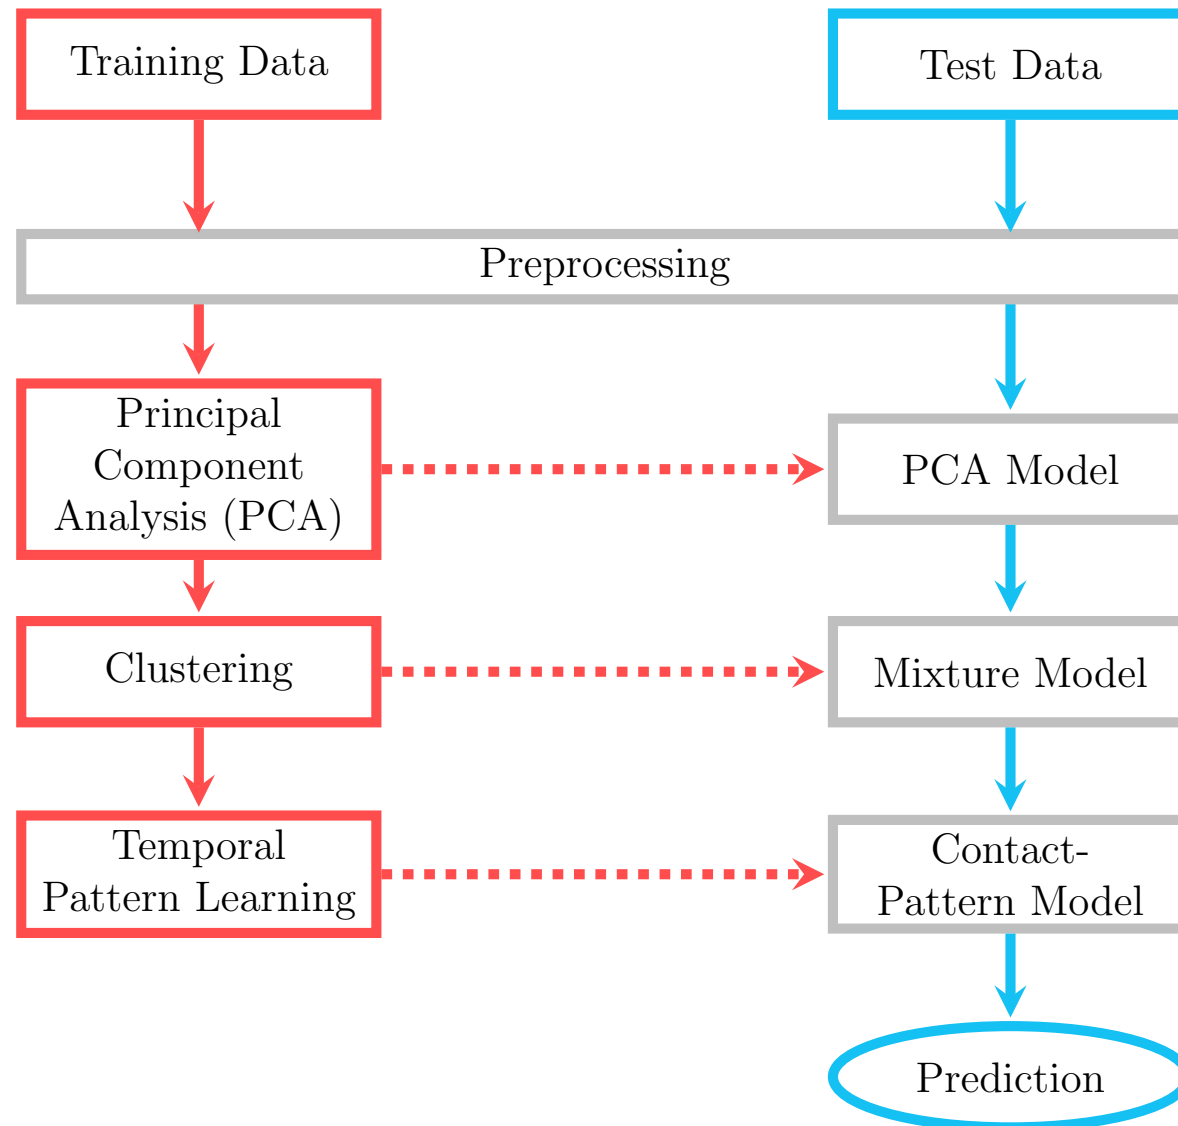 Training Data
Test Data
Preprocessing
Principal
Component
Analysis (PCA)
PCA Model
Clustering
Mixture Model
Temporal
Pattern Learning
Contact-
Pattern Model
Prediction